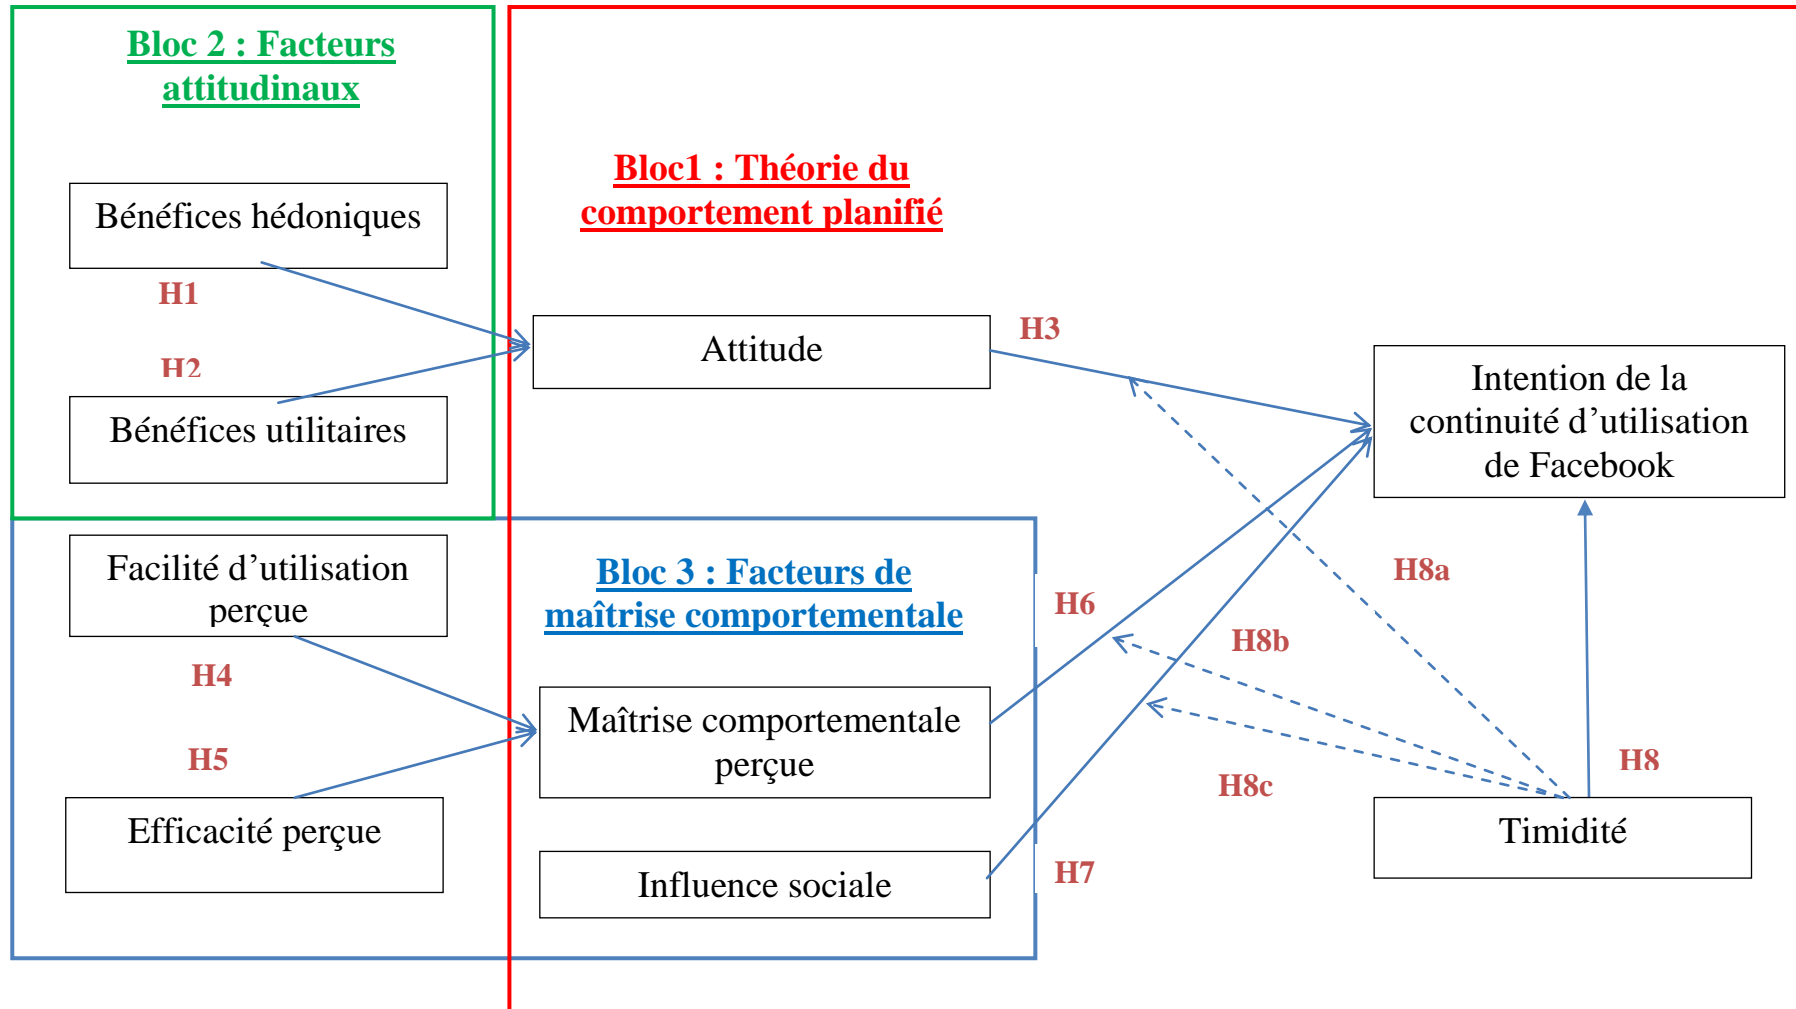 Bloc 2 : Facteurs
attitudinaux
Bloc1 : Théorie du
comportement planifié
Bénéfices hédoniques
H1
H2
Bénéfices utilitaires
Attitude
H3
Intention de la
continuité d’utilisation
de Facebook
Facilité d’utilisation
perçue
H4
H5
Efficacité perçue
Bloc 3 : Facteurs de
maîtrise comportementale
Maîtrise comportementale
perçue
Influence sociale
H6
H7
H8a
H8b
H8c
H8
Timidité